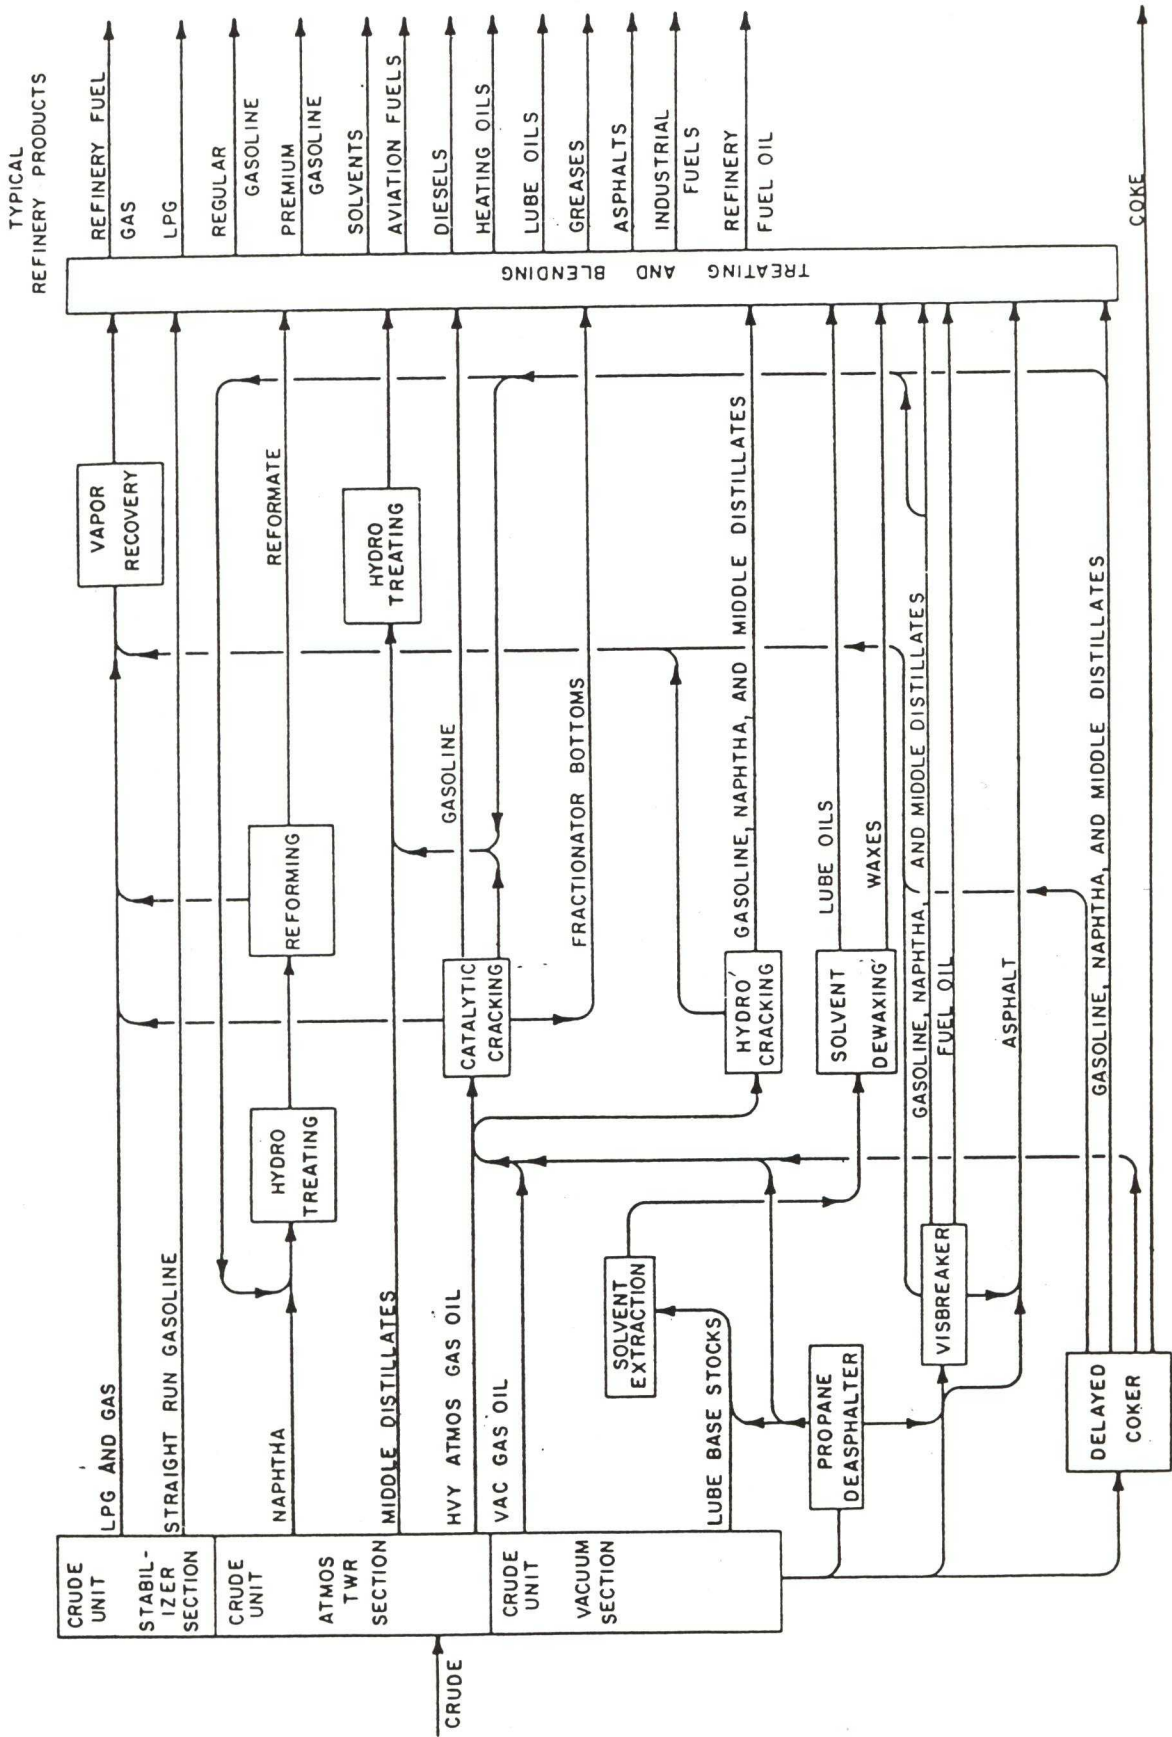 TYPICAL
REFINERY PRODUCTS
REFINERY FUEL
GAS
LPG
REGULAR
GASOLINE
PREMIUM
GASOLINE
SOLVENTS
AVIATION FUELS
DIESELS
HEATING OILS
LUBE OILS
GREASES
ASPHALTS
INDUSTRIAL
FUELS
REFINERY
FUEL OIL
COKE
TREATING AND BLENDING
VAPOR
RECOVERY
REFORMATE
HYDRO
TREATING
GASOLINE
REFORMING
FRACTIONATOR BOTTOMS
GASOLINE, NAPHTHA, AND MIDDLE DISTILLATES
LUBE OILS
WAXES
GASOLINE, NAPHTHA, AND MIDDLE DISTILLATES
FUEL OIL
ASPHALT
GASOLINE, NAPHTHA, AND MIDDLE DISTILLATES
CATALYTIC
CRACKING
HYDRO
CRACKING
SOLVENT
DEWAXING
HYDRO
TREATING
SOLVENT
EXTRACTION
VISBREAKER
PROPANE
DEASPHALTER
DELAYED
COKER
LPG AND GAS
STRAIGHT RUN GASOLINE
NAPHTHA
MIDDLE DISTILLATES
HVY ATMOS GAS OIL
VAC GAS OIL
LUBE BASE STOCKS
CRUDE
UNIT
STABIL-
IZER
SECTION
CRUDE
UNIT
ATMOS
TWR
SECTION
CRUDE
UNIT
VACUUM
SECTION
CRUDE